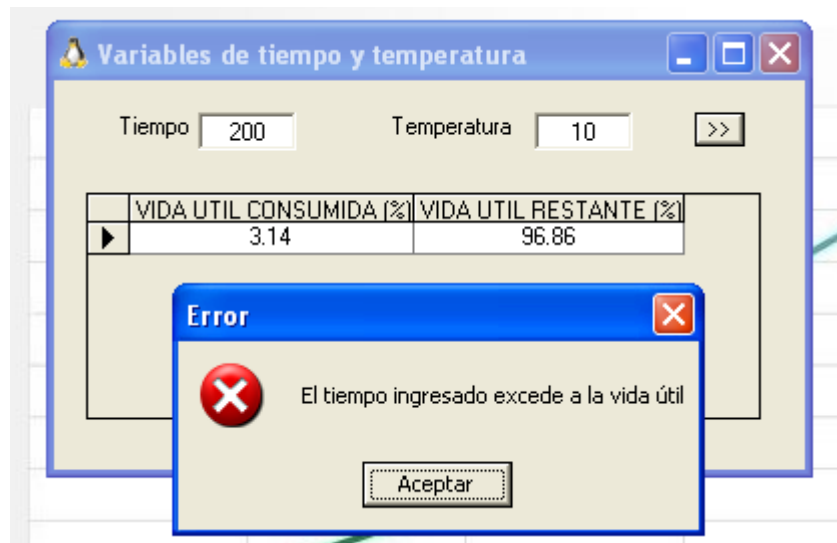 Variables de tiempo y temperatura
Tiempo 200 Temperatura 10 >>
VIDA UTIL CONSUMIDA (%) VIDA UTIL RESTANTE (%)
3.14 96.86
Error
El tiempo ingresado excede a la vida útil
Aceptar